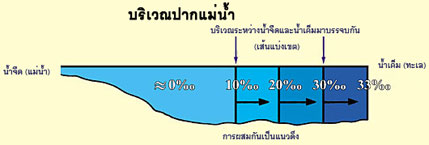 บริเวณปากแม่น้ำ
บริเวณระหว่างน้ำจืดและน้ำเค็มมาบรรจบกัน
(เส้นแบ่งเขต)
น้ำจืด (แม่น้ำ)
น้ำเค็ม (ทะเล)
≈ 0‰ 10‰ 20‰ 30‰ 33‰
การผสมกันเป็นแนวดิ่ง